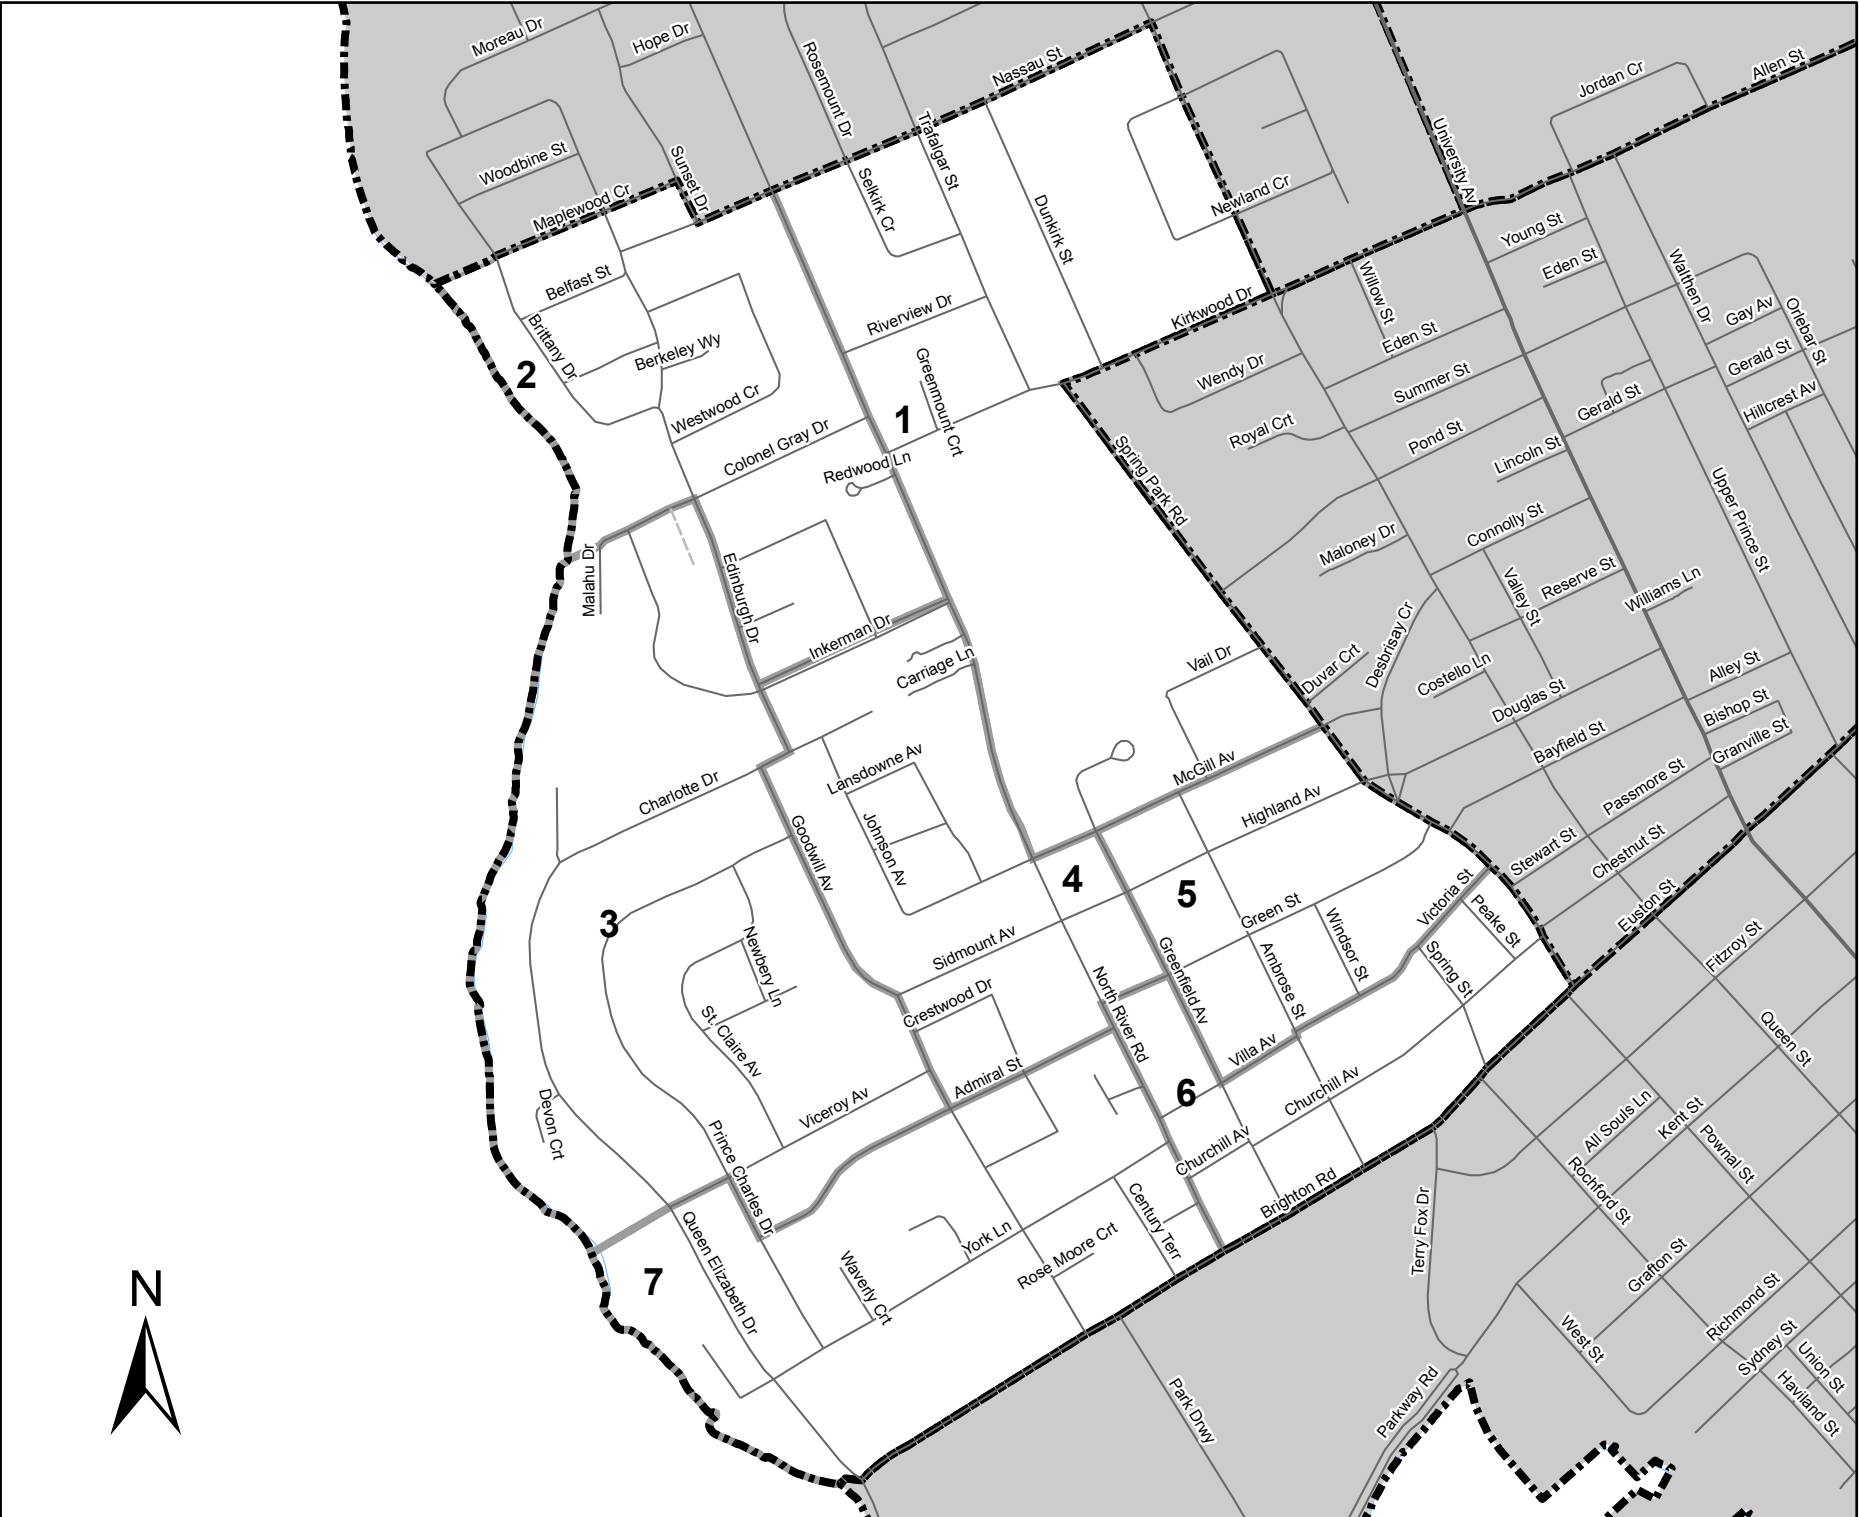 Moreau Dr
Hope Dr
Rosemount Dr
Nassau St
Jordan Cr
Allen St
Woodbine St
Sunset Dr
Trafalgar St
University Av
Maplewood Cr
Selkirk Cr
Newland Cr
Dunkirk St
Young St
Eden St
Walthen Dr
Belfast St
Riverview Dr
Kirkwood Dr
Willow St
Eden St
Gay Av
Orlebar St
Brittany Dr
Berkeley Wy
Gerald St
2
Greenmount Crt
Wendy Dr
Summer St
Westwood Cr
1
Gerald St
Hillcrest Av
Colonel Gray Dr
Royal Crt
Pond St
Redwood Ln
Spring Park Rd
Lincoln St
Upper Prince St
Connolly St
Maloney Dr
Malahu Dr
Edinburgh Dr
Valley St
Reserve St
Williams Ln
Inkerman Dr
Desbrisay Cr
Carriage Ln
Vail Dr
Duvar Crt
Costello Ln
Alley St
Douglas St
Bishop St
Bayfield St
Granville St
Lansdowne Av
McGill Av
Charlotte Dr
Highland Av
Passmore St
Goodwill Av
Johnson Av
Stewart St
Chestnut St
4
5
Victoria St
Euston St
3
Green St
Windsor St
Peake St
Newbery Ln
Sidmount Av
Spring St
Fitzroy St
Greenfield Av
Ambrose St
North River Rd
Crestwood Dr
St. Claire Av
Queen St
Villa Av
Admiral St
6
Churchill Av
Viceroy Av
Devon Crt
All Souls Ln
Kent St
Pownal St
Prince Charles Dr
Churchill Av
Rochford St
Brighton Rd
Century Terr
Terry Fox Dr
Queen Elizabeth Dr
York Ln
Rose Moore Crt
Grafton St
Waverly Crt
7
N
Richmond St
West St
Sydney St
Union St
Haviland St
Park Drwy
Parkway Rd